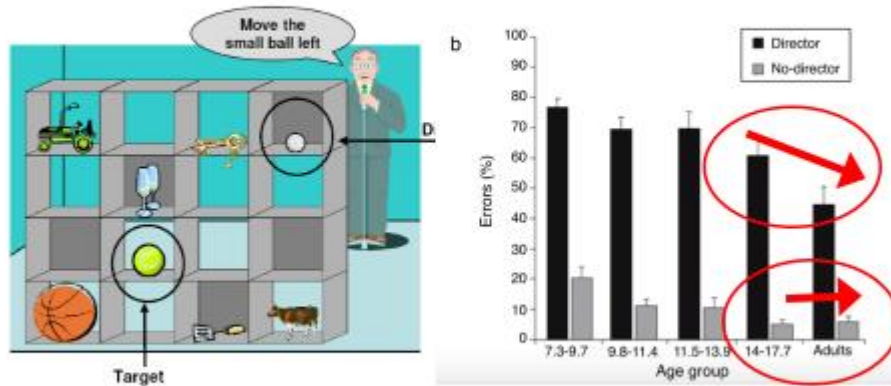 Move the
small ball left
D
Target
b
100
90
80
70
60
50
40
30
20
10
0
Errors (%)
Director
No-director
7.3-9.7
9.8-11.4
11.5-13.9
14-17.7
Adults
Age group